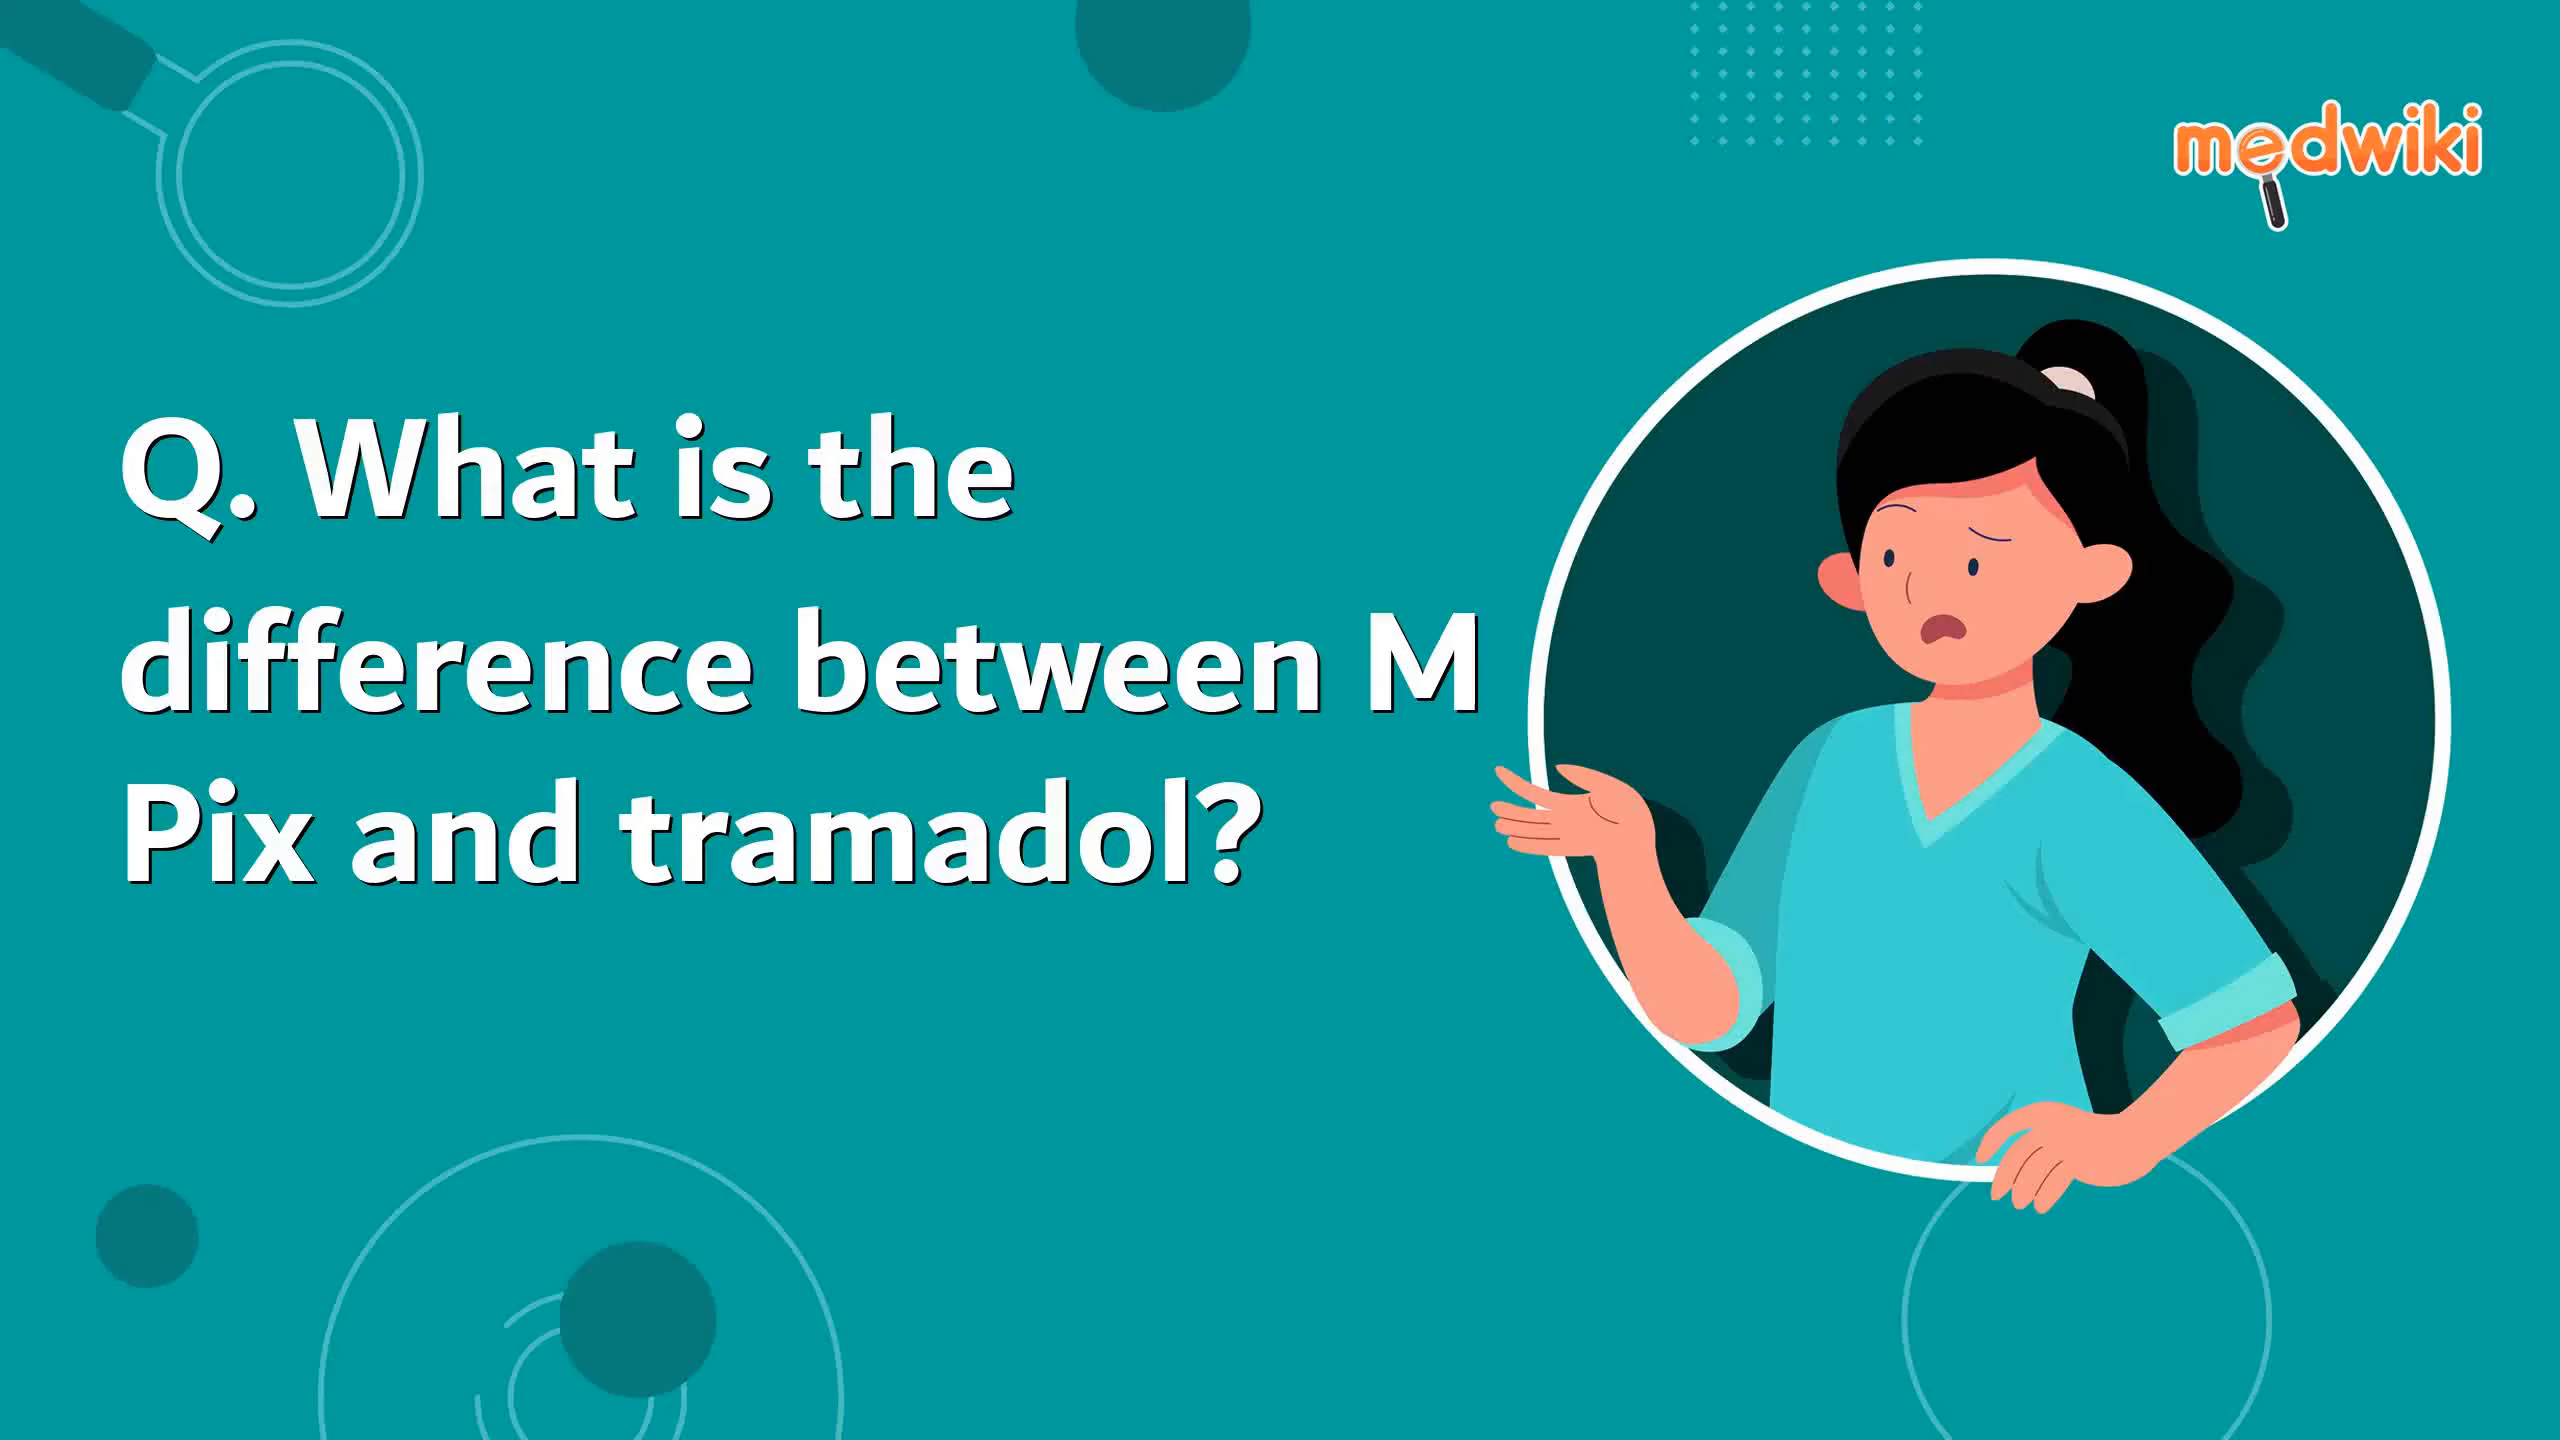 medwiki
Q. What is the
difference between M
Pix and tramadol?